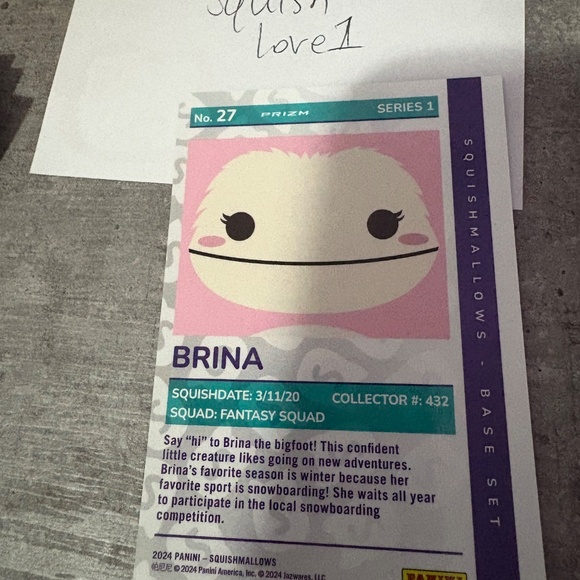 squish
love1
No. 27 PRIZM SERIES 1
SQUISHMALLOWS - BASE SET
BRINA
SQUISHDATE: 3/11/20 COLLECTOR #: 432
SQUAD: FANTASY SQUAD
Say “hi” to Brina the bigfoot! This confident
little creature likes going on new adventures.
Brina's favorite season is winter because her
favorite sport is snowboarding! She waits all year
to participate in the local snowboarding
competition.
2024 PANINI – SQUISHMALLOWS
© 2024 Panini America, Inc. © 2024 Jazwares, LLC
PANINI